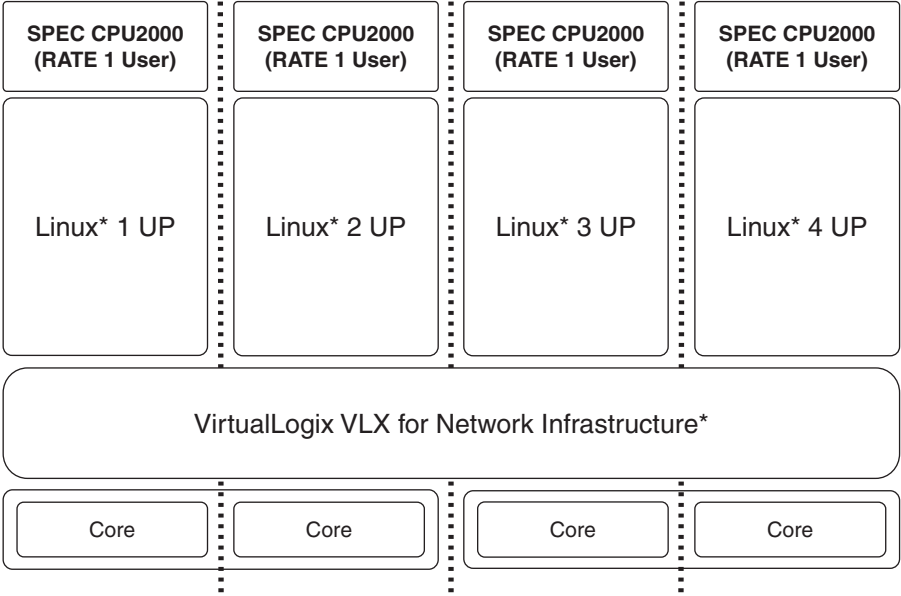 SPEC CPU2000
(RATE 1 User)
SPEC CPU2000
(RATE 1 User)
SPEC CPU2000
(RATE 1 User)
SPEC CPU2000
(RATE 1 User)
Linux* 1 UP
Linux* 2 UP
Linux* 3 UP
Linux* 4 UP
VirtualLogix VLX for Network Infrastructure*
Core
Core
Core
Core